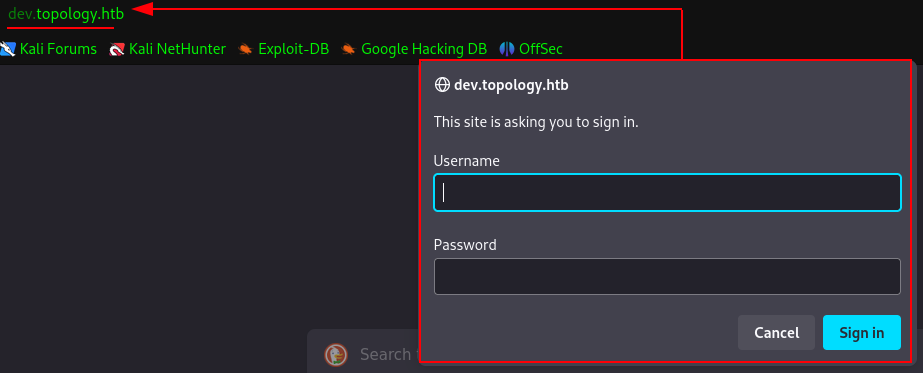 dev.topology.htb
Kali Forums Kali NetHunter Exploit-DB Google Hacking DB OffSec
dev.topology.htb
This site is asking you to sign in.
Username
Password
Cancel Sign in
Search